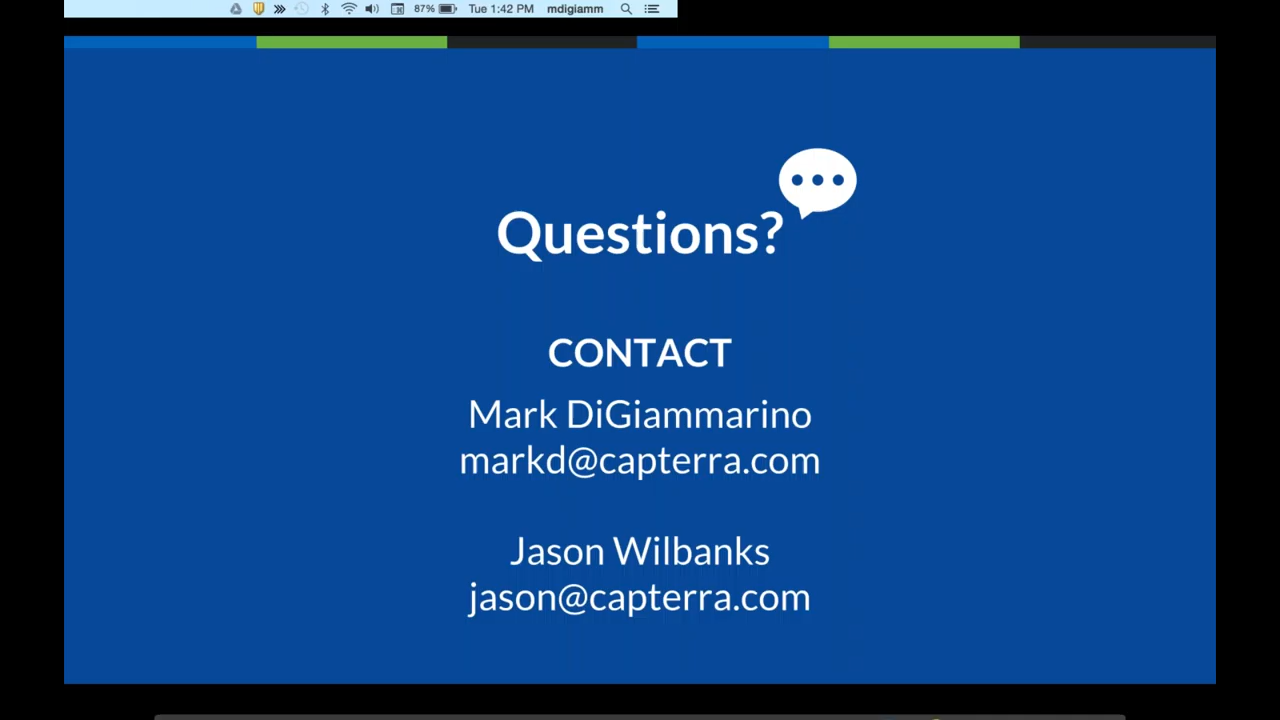 87% Tue 1:42 PM mdigiamm
Questions?
CONTACT
Mark DiGiammarino
markd@capterra.com
Jason Wilbanks
jason@capterra.com